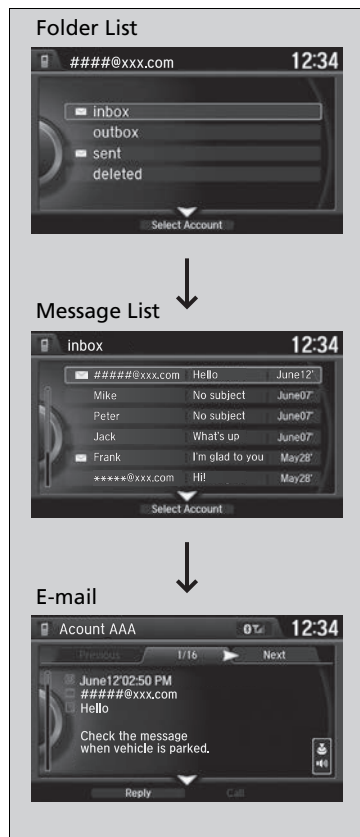 Folder List
####@xxx.com 12:34
inbox
outbox
sent
deleted
Select Account
Message List
inbox 12:34
#####@xxx.com Hello June12'
Mike No subject June07'
Peter No subject June07'
Jack What's up June07'
Frank I'm glad to you May28'
*****@xxx.com Hi! May28'
Select Account
E-mail
Acount AAA 12:34
Previous 1/16 Next
June12'02:50 PM
#####@xxx.com
Hello
Check the message
when vehicle is parked.
Reply Call